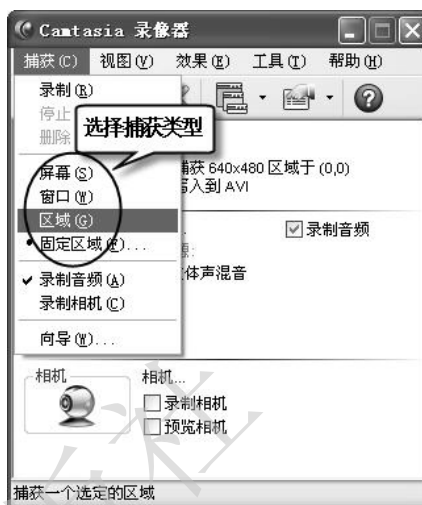 Camtasia 录像器
捕获(C) 视图(V) 效果(E) 工具(T) 帮助(H)
录制(R)
停止
删除
选择捕获类型
屏幕(S)
窗口(W)
区域(G)
固定区域(F)...
录制音频(A)
录制相机(C)
向导(W)...
捕获 640x480 区域于 (0,0)
写入到 AVI
录制音频
体声混音
相机
相机...
录制相机
预览相机
捕获一个选定的区域